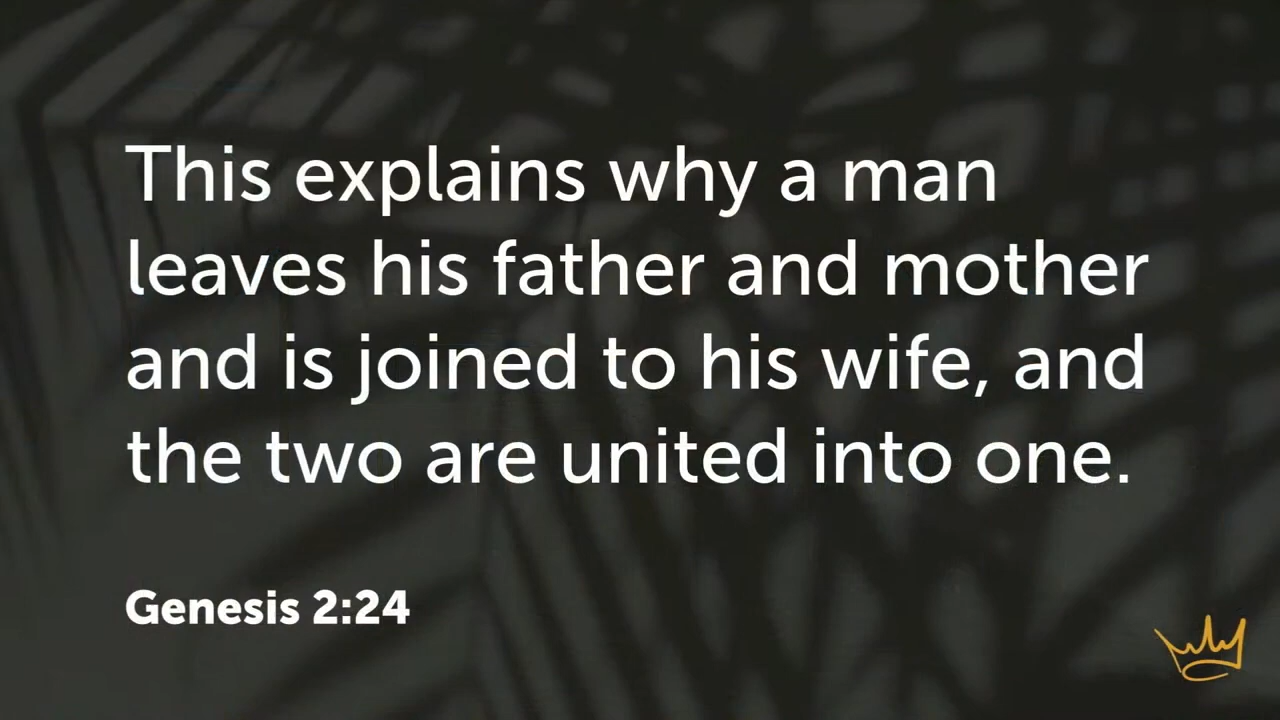 This explains why a man
leaves his father and mother
and is joined to his wife, and
the two are united into one.
Genesis 2:24